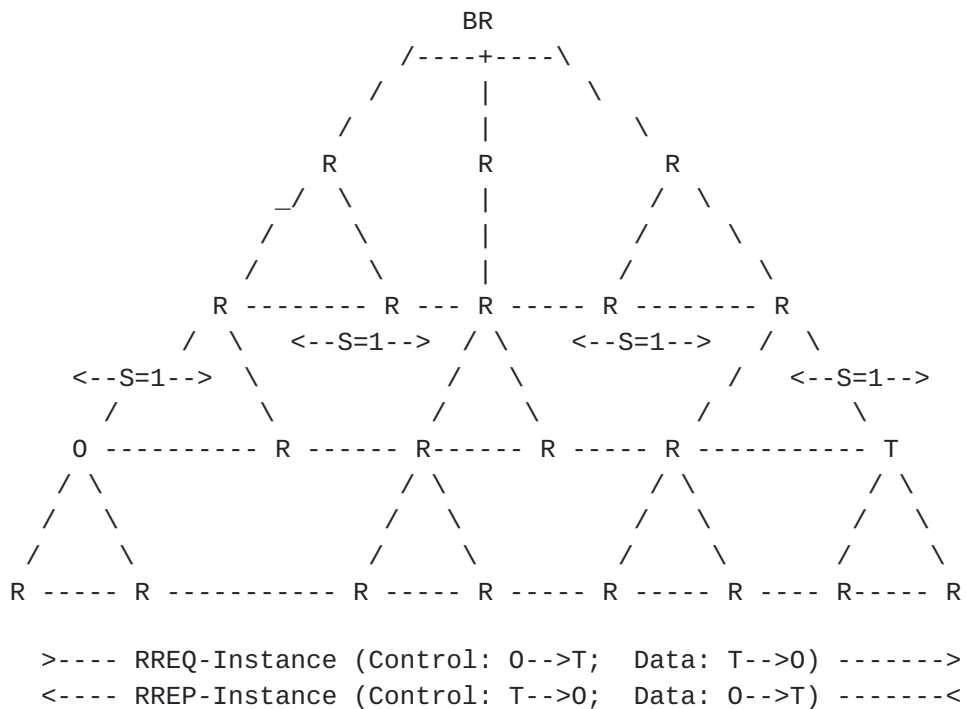 BR
R R R
R -------- R --- R ----- R -------- R
<--S=1--> <--S=1-->
<--S=1--> <--S=1-->
O ---------- R ------ R------ R ----- R ----------- T
R ----- R ----------- R ----- R ----- R ----- R ---- R----- R
>---- RREQ-Instance (Control: O-->T; Data: T-->O) ------->
<---- RREP-Instance (Control: T-->O; Data: O-->T) -------<